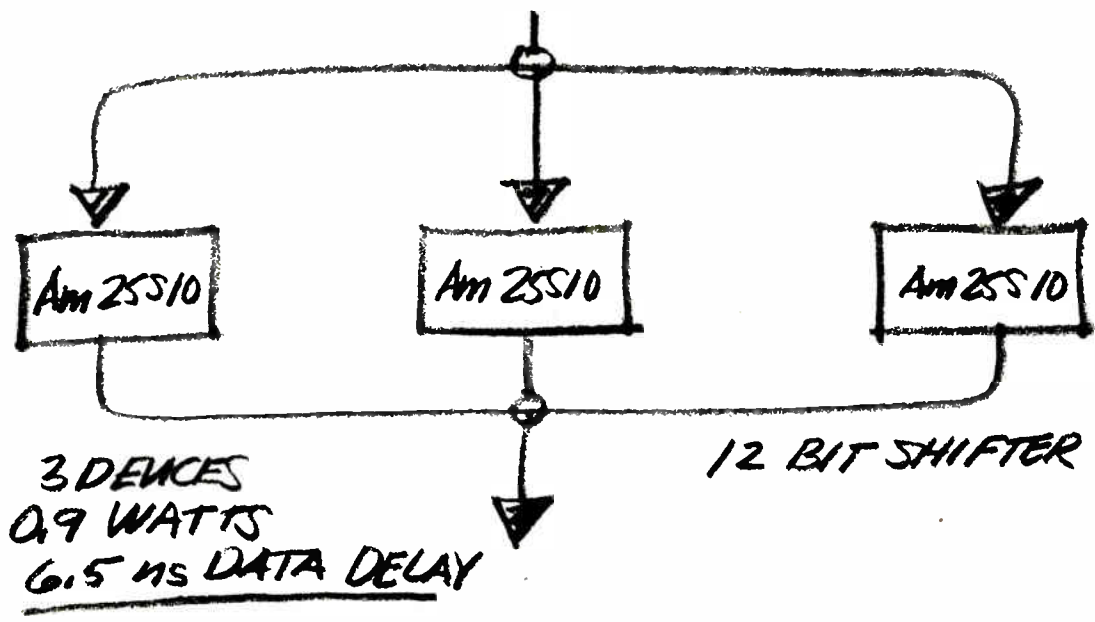 Am25S10
Am25S10
Am25S10
12 BIT SHIFTER
3 DEVICES
0.9 WATTS
6.5 ns DATA DELAY